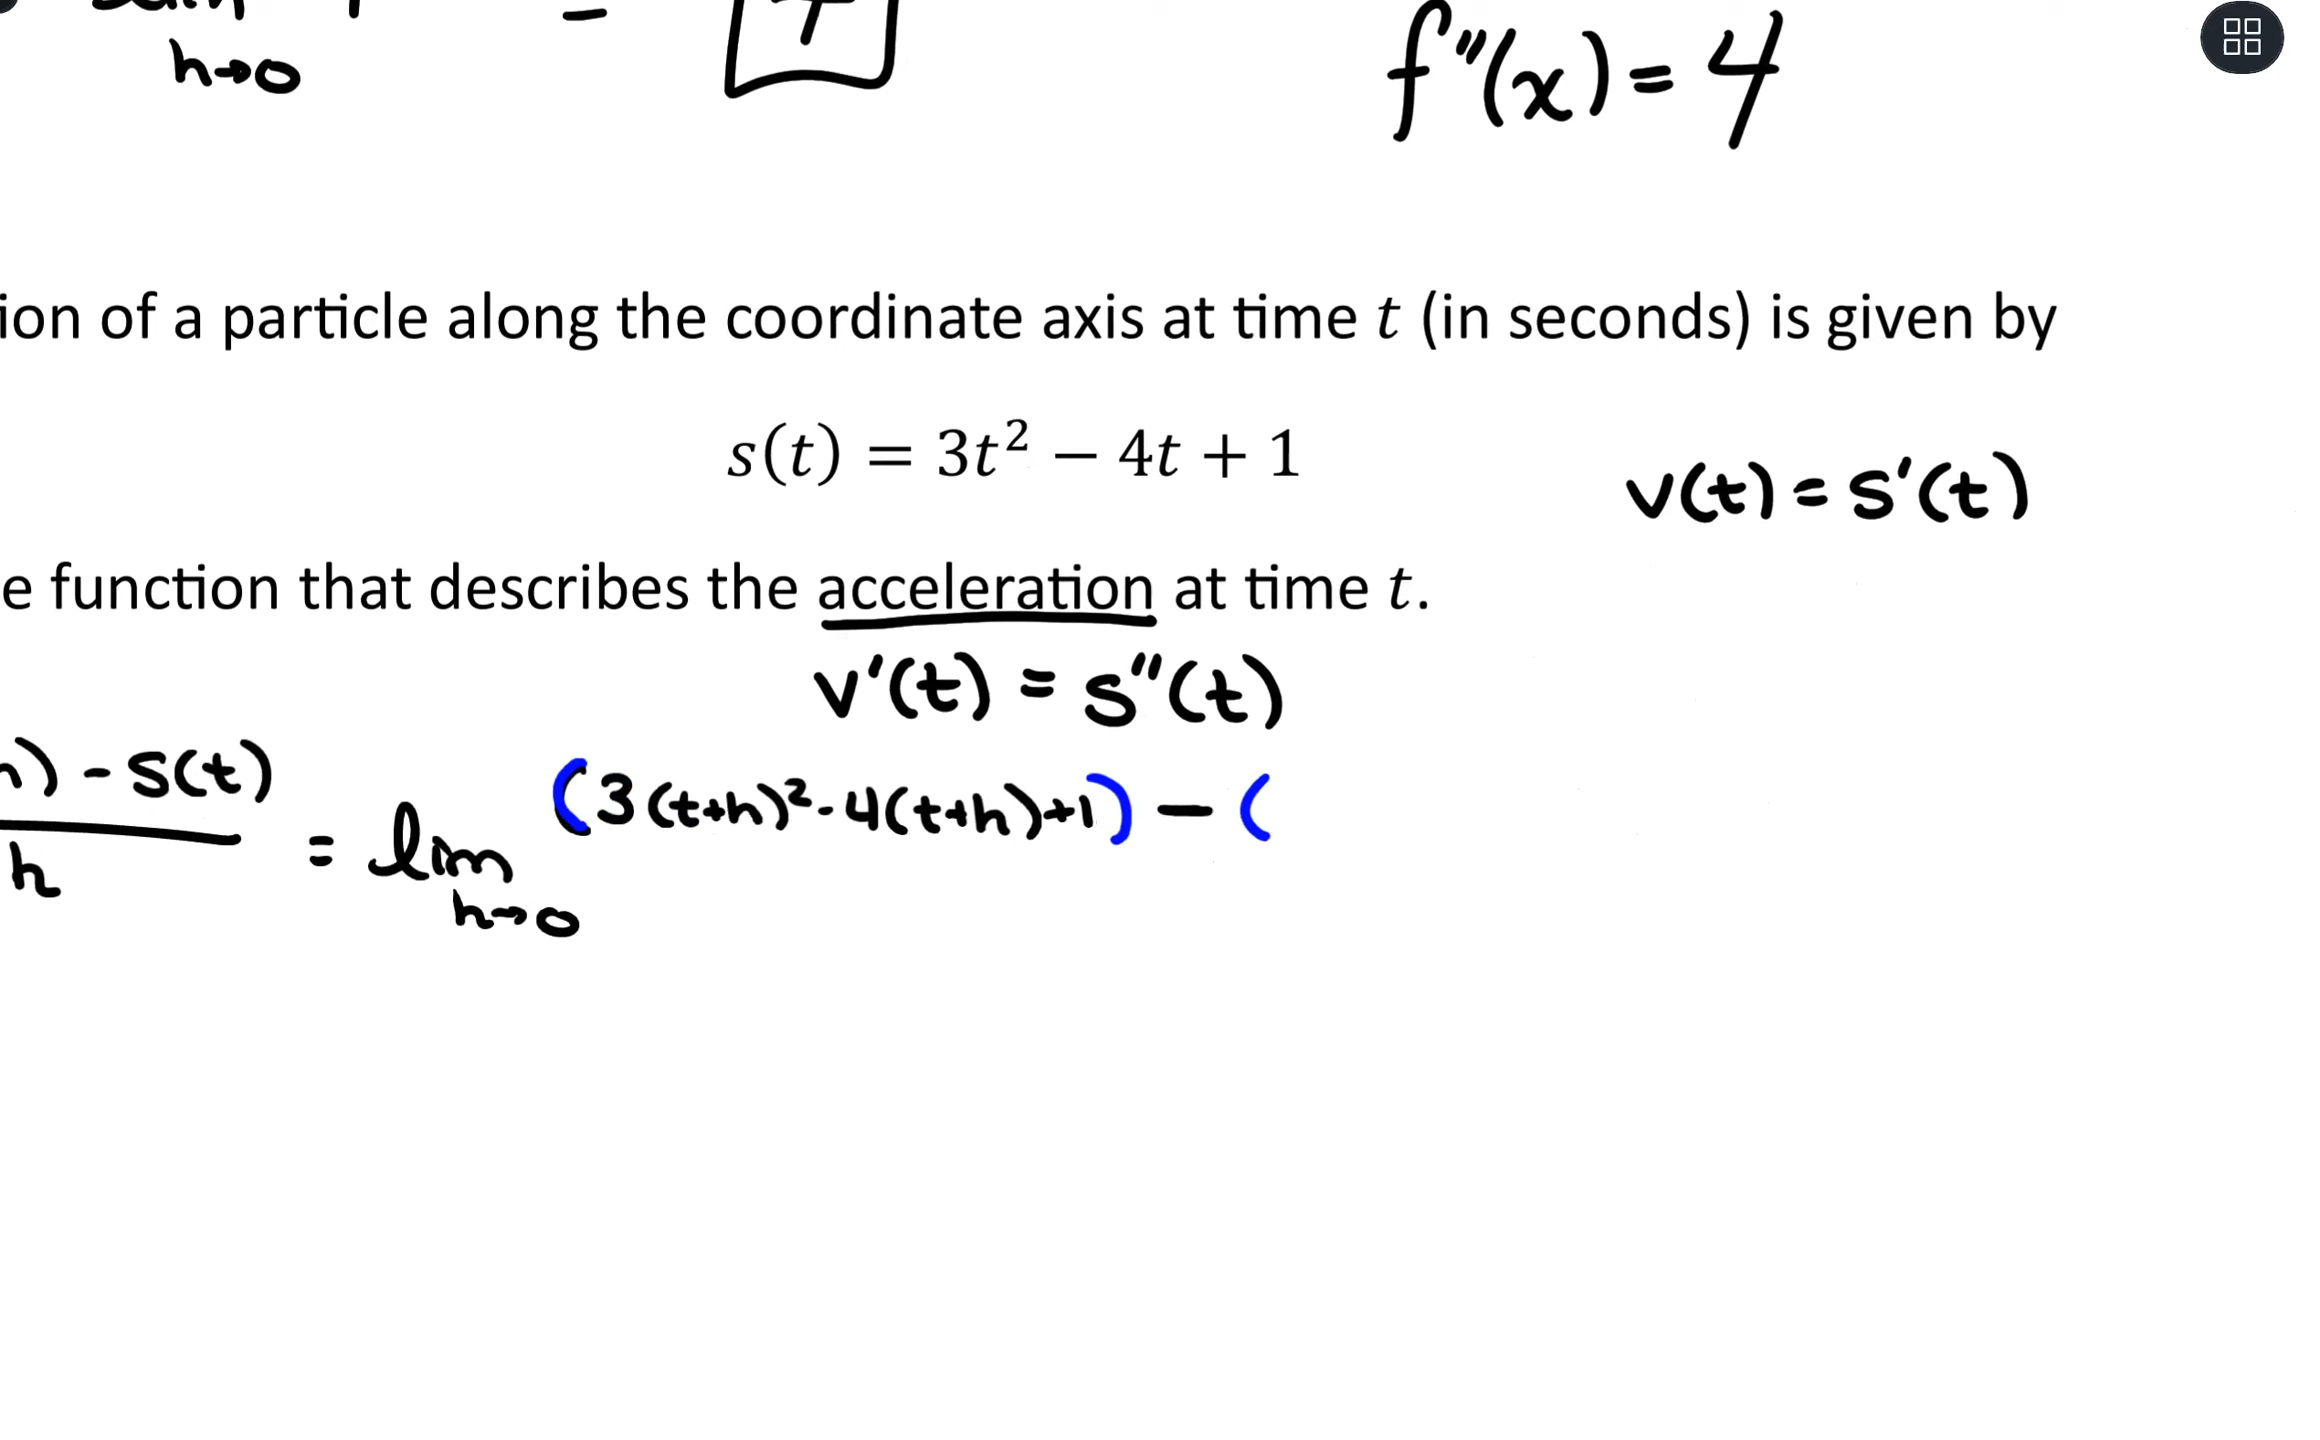 h→0
f''(x) = 4
ion of a particle along the coordinate axis at time t (in seconds) is given by
s(t) = 3t² − 4t + 1
v(t) = s'(t)
e function that describes the acceleration at time t.
v'(t) = s''(t)
) - s(t)
h
= lim
h→0
(3(t+h)²-4(t+h)+1) - (